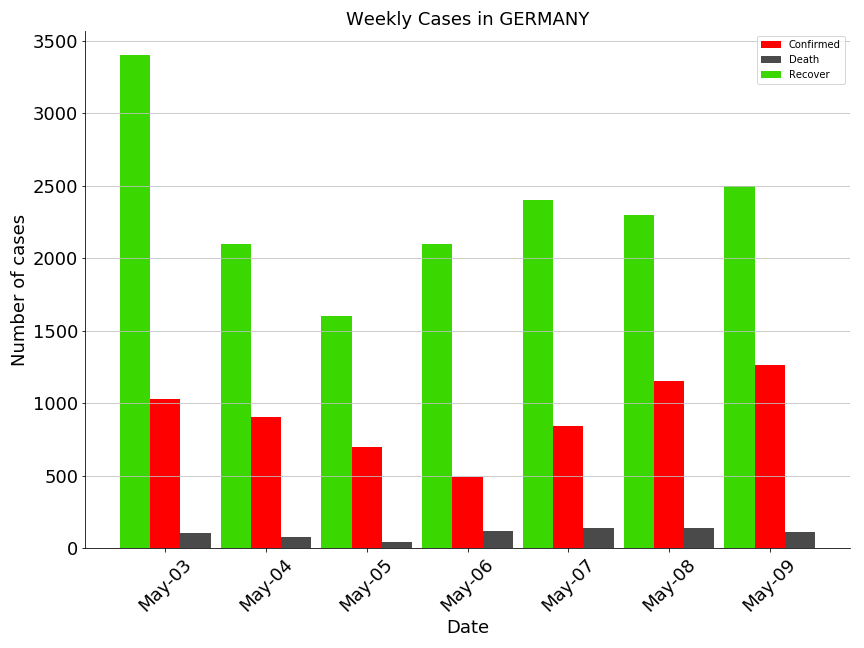 Weekly Cases in GERMANY
Confirmed
Death
Recover
Number of cases
3500
3000
2500
2000
1500
1000
500
0
May-03
May-04
May-05
May-06
May-07
May-08
May-09
Date